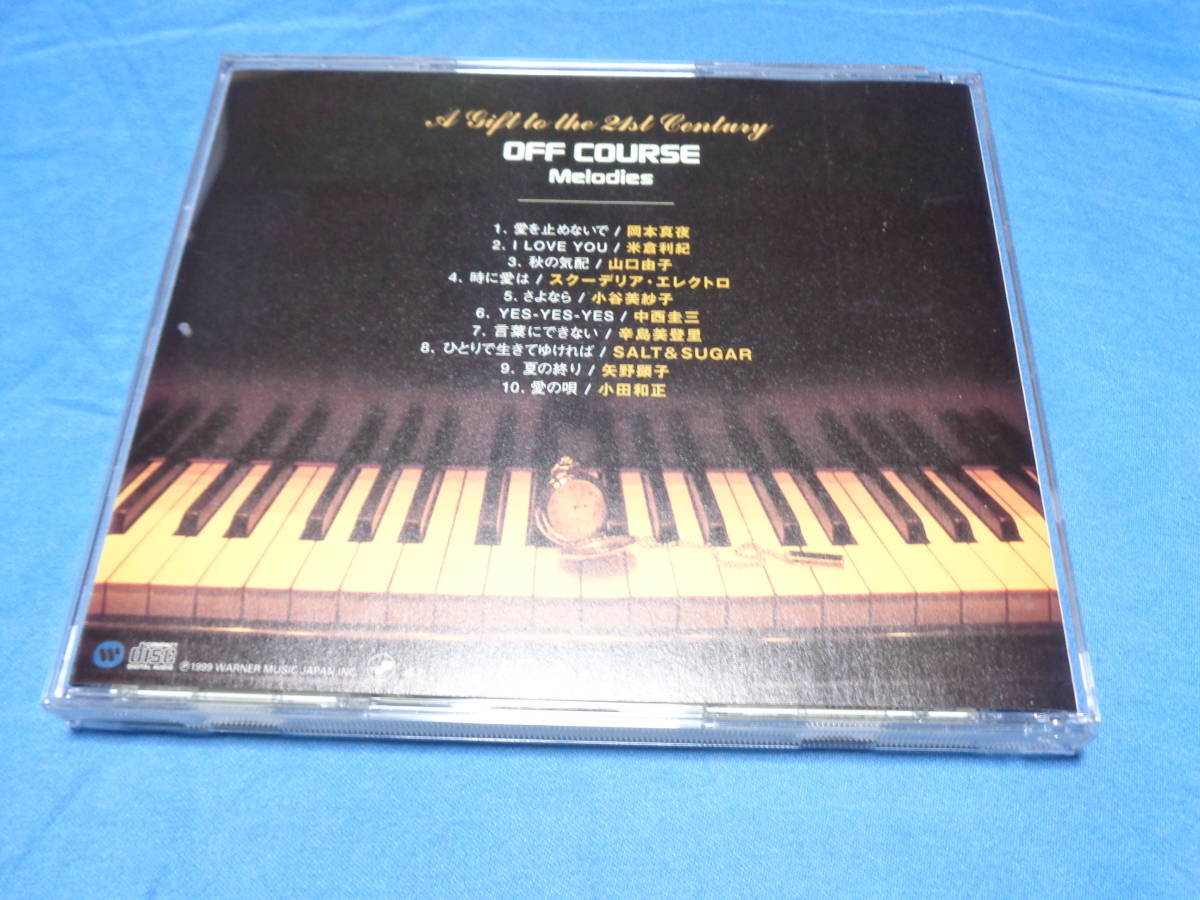 A Gift to the 21st Century
OFF COURSE
Melodies
1. 愛を止めないで / 岡本真夜
2. I LOVE YOU / 米倉利紀
3. 秋の気配 / 山口由子
4. 時に愛は / スクーデリア・エレクトロ
5. さよなら / 小谷美紗子
6. YES-YES-YES / 中西圭三
7. 言葉にできない / 辛島美登里
8. ひとりで生きてゆければ / SALT & SUGAR
9. 夏の終り / 矢野顕子
10. 愛の唄 / 小田和正
disc
DIGITAL AUDIO
Ⓟ1999 WARNER MUSIC JAPAN INC.